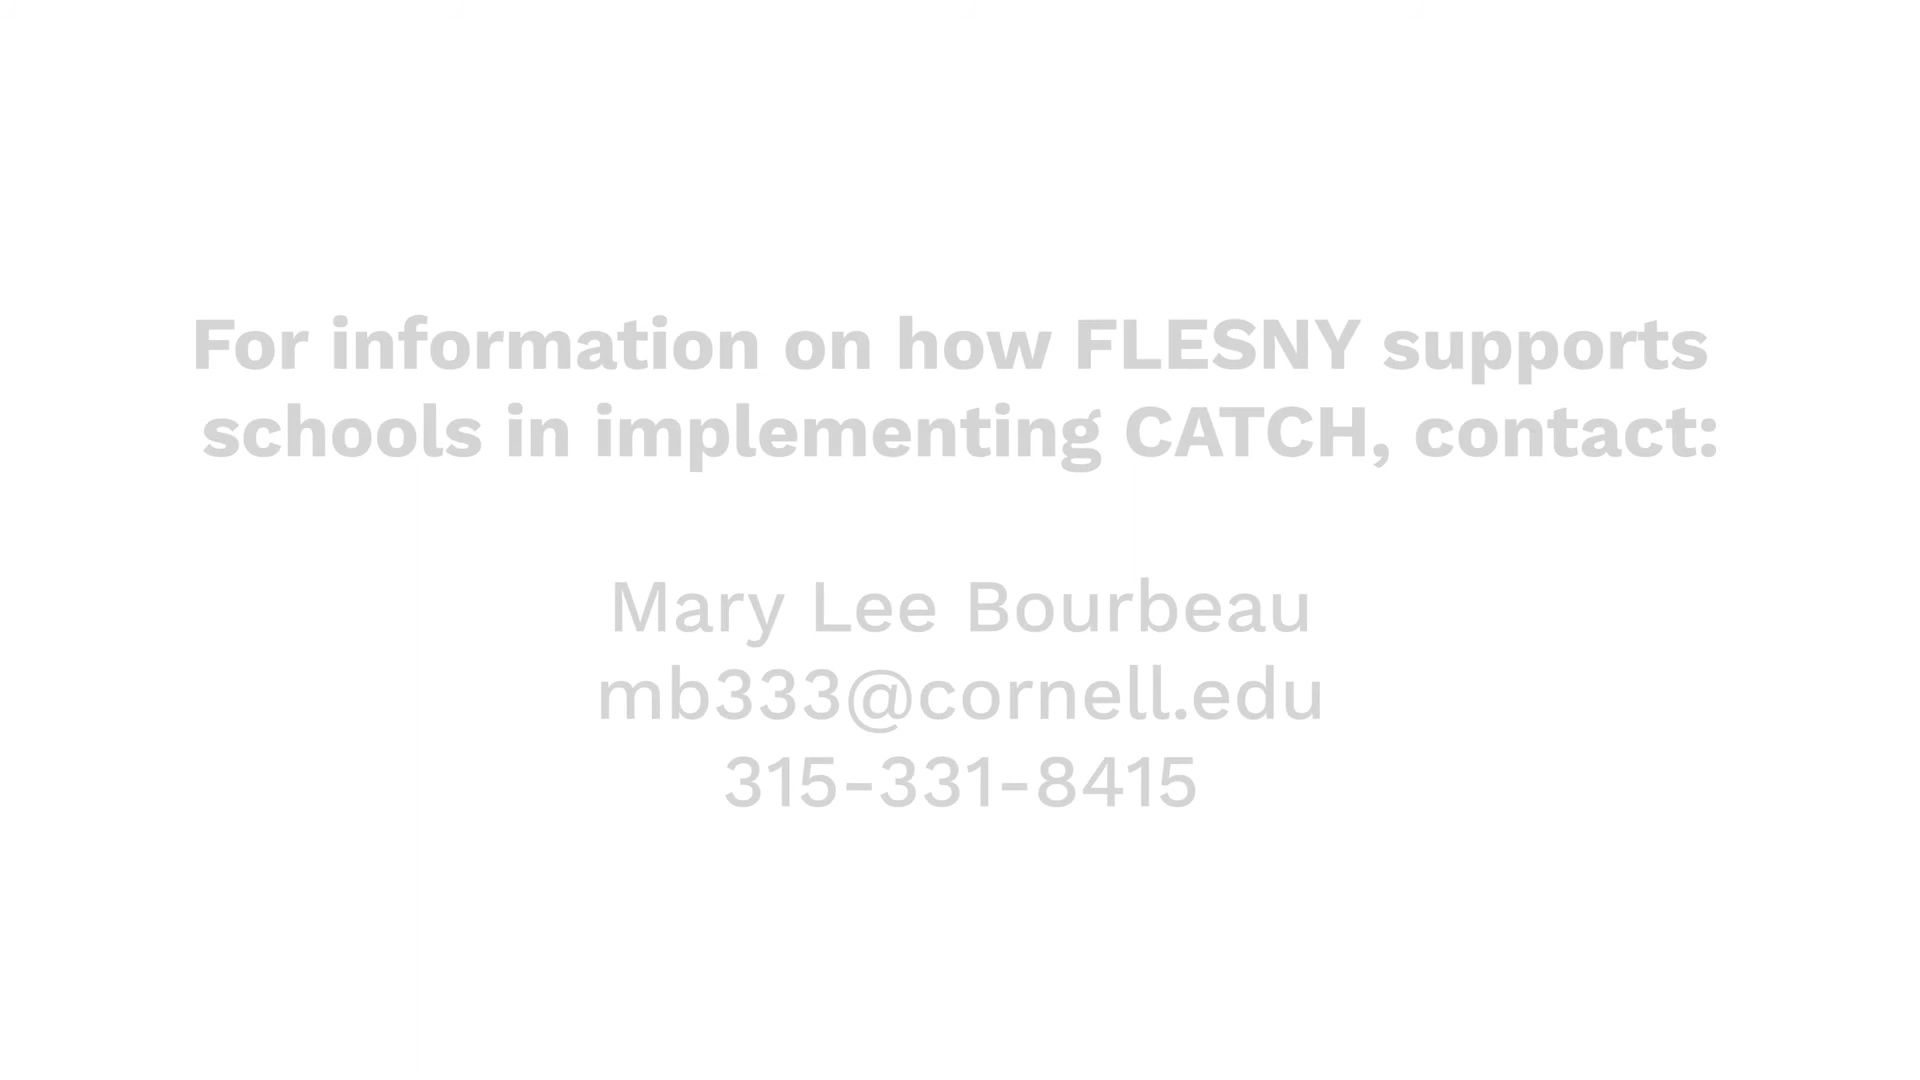 For information on how FLESNY supports
schools in implementing CATCH, contact:
Mary Lee Bourbeau
mb333@cornell.edu
315-331-8415